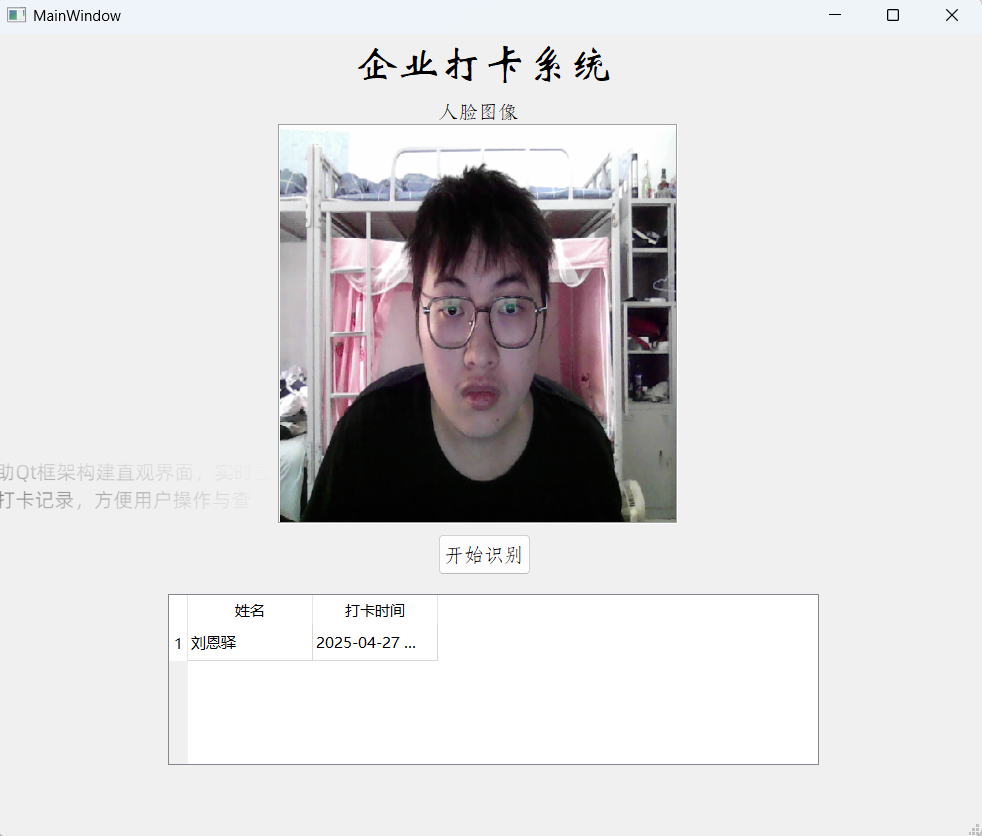 MainWindow
企业打卡系统
人脸图像
助Qt框架构建直观界面，实时
打卡记录，方便用户操作与查
开始识别
姓名 打卡时间
1 刘恩驿 2025-04-27 ...